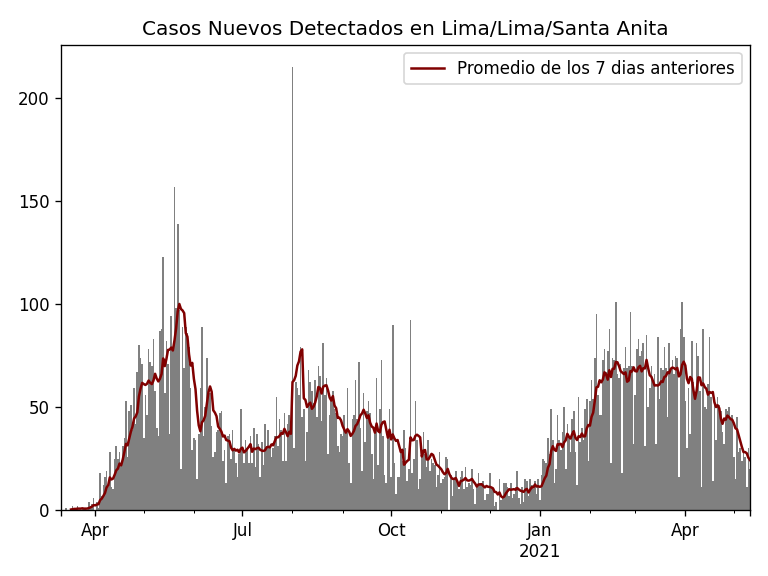 Casos Nuevos Detectados en Lima/Lima/Santa Anita
Promedio de los 7 dias anteriores
200
150
100
50
0
Apr Jul Oct Jan Apr
2021